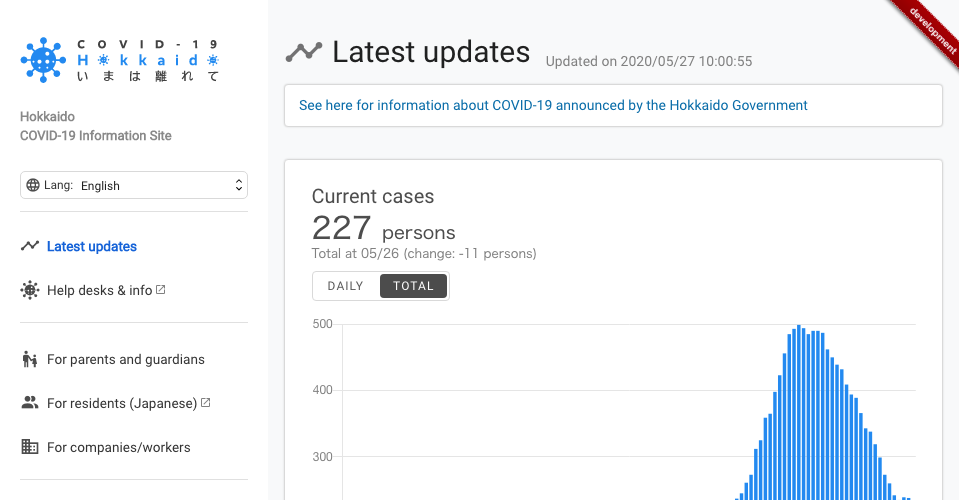 COVID-19
Hokkaido
いまは離れて
Hokkaido
COVID-19 Information Site
Lang: English
Latest updates
Help desks & info
For parents and guardians
For residents (Japanese)
For companies/workers
development
Latest updates Updated on 2020/05/27 10:00:55
See here for information about COVID-19 announced by the Hokkaido Government
Current cases
227 persons
Total at 05/26 (change: -11 persons)
DAILY TOTAL
500
400
300